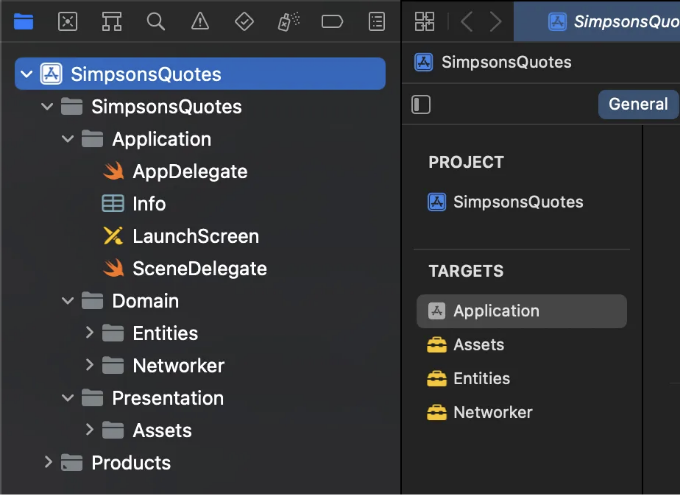 SimpsonsQuotes
SimpsonsQuotes
Application
AppDelegate
Info
LaunchScreen
SceneDelegate
Domain
Entities
Networker
Presentation
Assets
Products
SimpsonsQuo
SimpsonsQuotes
General
PROJECT
SimpsonsQuotes
TARGETS
Application
Assets
Entities
Networker